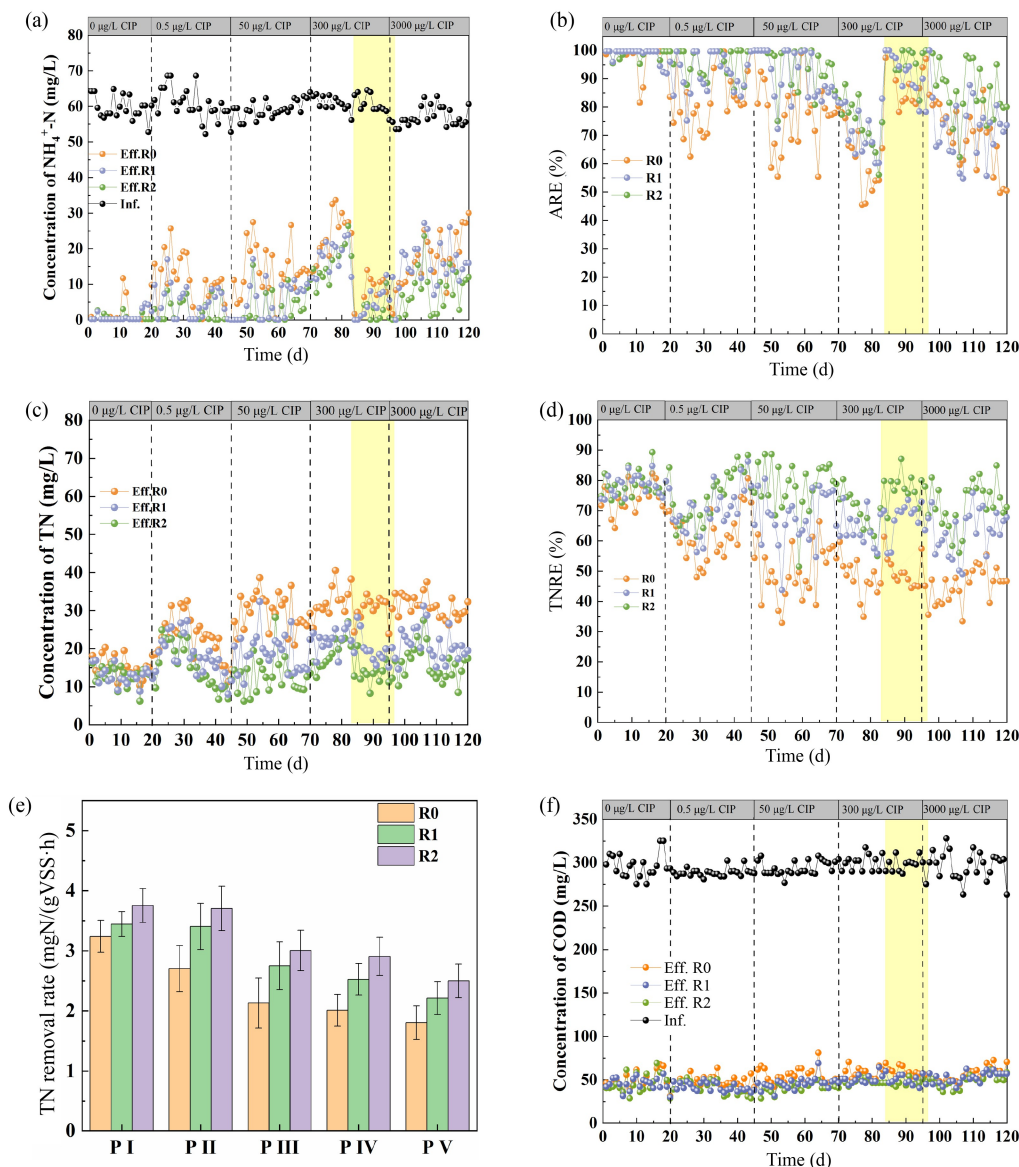 (a)
0 μg/L CIP 0.5 μg/L CIP 50 μg/L CIP 300 μg/L CIP 3000 μg/L CIP
Concentration of NH₄⁺-N (mg/L)
80
70
60
50
40
30
20
10
0
Eff.R0
Eff.R1
Eff.R2
Inf.
0 10 20 30 40 50 60 70 80 90 100 110 120
Time (d)
(b)
0 μg/L CIP 0.5 μg/L CIP 50 μg/L CIP 300 μg/L CIP 3000 μg/L CIP
ARE (%)
100
90
80
70
60
50
40
30
20
10
0
R0
R1
R2
0 10 20 30 40 50 60 70 80 90 100 110 120
Time (d)
(c)
0 μg/L CIP 0.5 μg/L CIP 50 μg/L CIP 300 μg/L CIP 3000 μg/L CIP
Concentration of TN (mg/L)
80
70
60
50
40
30
20
10
0
Eff.R0
Eff.R1
Eff.R2
0 10 20 30 40 50 60 70 80 90 100 110 120
Time (d)
(d)
0 μg/L CIP 0.5 μg/L CIP 50 μg/L CIP 300 μg/L CIP 3000 μg/L CIP
TNRE (%)
100
90
80
70
60
50
40
30
20
10
0
R0
R1
R2
0 10 20 30 40 50 60 70 80 90 100 110 120
Time (d)
(e)
TN removal rate (mgN/(gVSS·h)
5
4
3
2
1
0
R0
R1
R2
P I P II P III P IV P V
(f)
0 μg/L CIP 0.5 μg/L CIP 50 μg/L CIP 300 μg/L CIP 3000 μg/L CIP
Concentration of COD (mg/L)
350
300
250
200
150
100
50
0
Eff. R0
Eff. R1
Eff. R2
Inf.
0 10 20 30 40 50 60 70 80 90 100 110 120
Time (d)